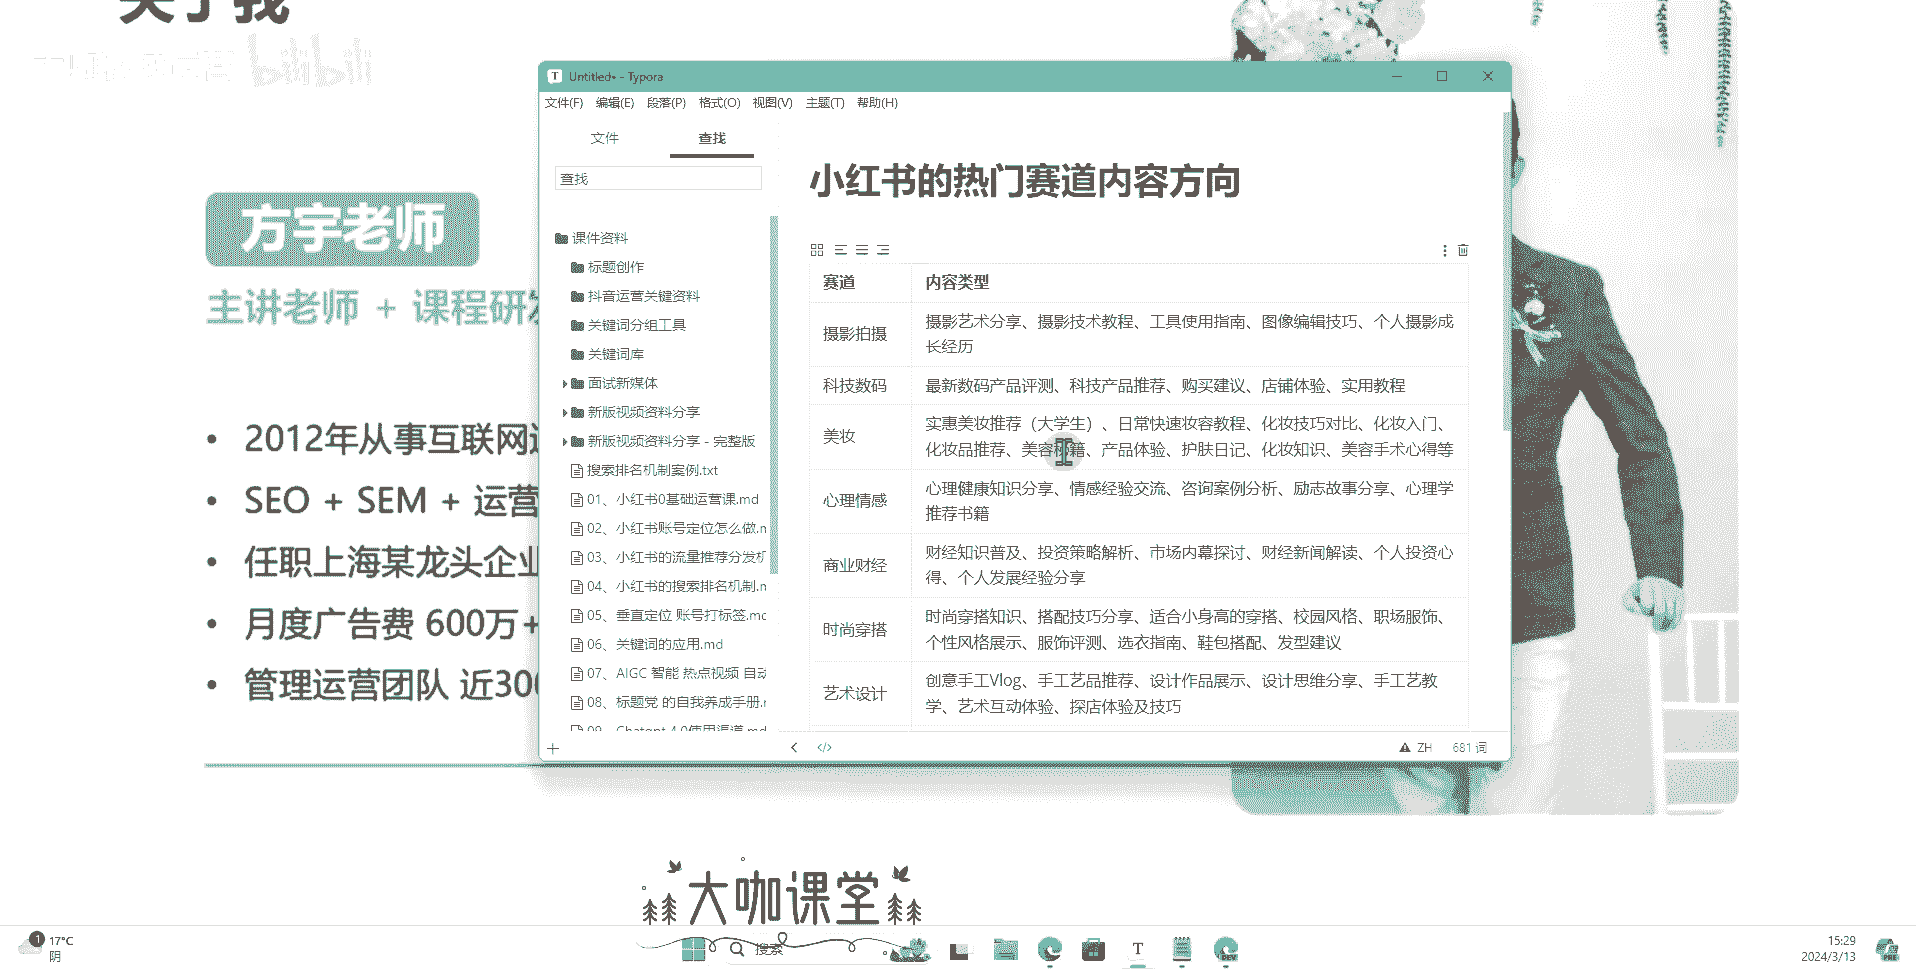 关于我
bilibili
方宇老师
主讲老师 + 课程研
• 2012年从事互联网
• SEO + SEM + 运营
• 任职上海某龙头企业
• 月度广告费 600万+
• 管理运营团队 近300
Untitled• - Typora
文件(F) 编辑(E) 段落(P) 格式(O) 视图(V) 主题(T) 帮助(H)
文件 查找
查找
课件资料
标题创作
抖音运营关键资料
关键词分组工具
关键词库
面试新媒体
新版视频资料分享
新版视频资料分享 - 完整版
搜索排名机制案例.txt
01、小红书0基础运营课.md
02、小红书账号定位怎么做.m
03、小红书的流量推荐分发机
04、小红书的搜索排名机制.m
05、垂直定位 账号打标签.mc
06、关键词的应用.md
07、AIGC 智能 热点视频 自动
08、标题党 的自我养成手册.r
09、Chatgpt 4.0使用渠道.md
小红书的热门赛道内容方向
赛道 内容类型
摄影拍摄 摄影艺术分享、摄影技术教程、工具使用指南、图像编辑技巧、个人摄影成
长经历
科技数码 最新数码产品评测、科技产品推荐、购买建议、店铺体验、实用教程
美妆 实惠美妆推荐（大学生）、日常快速妆容教程、化妆技巧对比、化妆入门、
化妆品推荐、美容秘籍、产品体验、护肤日记、化妆知识、美容手术心得等
心理情感 心理健康知识分享、情感经验交流、咨询案例分析、励志故事分享、心理学
推荐书籍
商业财经 财经知识普及、投资策略解析、市场内幕探讨、财经新闻解读、个人投资心
得、个人发展经验分享
时尚穿搭 时尚穿搭知识、搭配技巧分享、适合小身高的穿搭、校园风格、职场服饰、
个性风格展示、服饰评测、选衣指南、鞋包搭配、发型建议
艺术设计 创意手工Vlog、手工艺品推荐、设计作品展示、设计思维分享、手工艺教
学、艺术互动体验、探店体验及技巧
ZH 681 词
大咖课堂
1
17°C
阴
搜索
T
DEV
15:29
2024/3/13
PRE